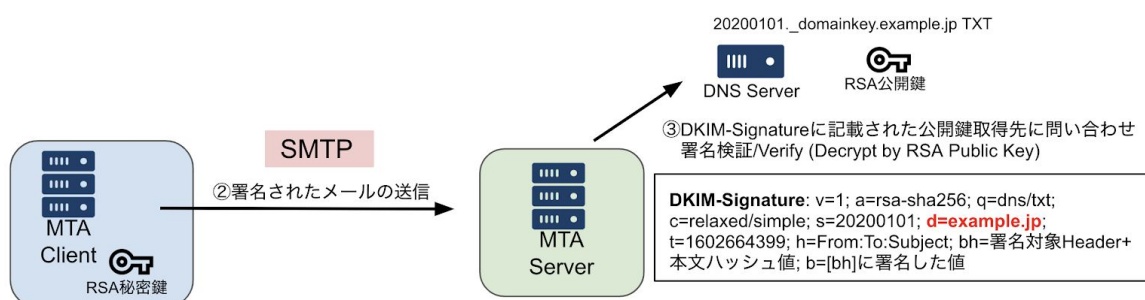 20200101._domainkey.example.jp TXT
DNS Server
RSA公開鍵
③DKIM-Signatureに記載された公開鍵取得先に問い合わせ
署名検証/Verify (Decrypt by RSA Public Key)
SMTP
②署名されたメールの送信
MTA
Client
RSA秘密鍵
MTA
Server
DKIM-Signature: v=1; a=rsa-sha256; q=dns/txt;
c=relaxed/simple; s=20200101; d=example.jp;
t=1602664399; h=From:To:Subject; bh=署名対象Header+
本文ハッシュ値; b=[bh]に署名した値